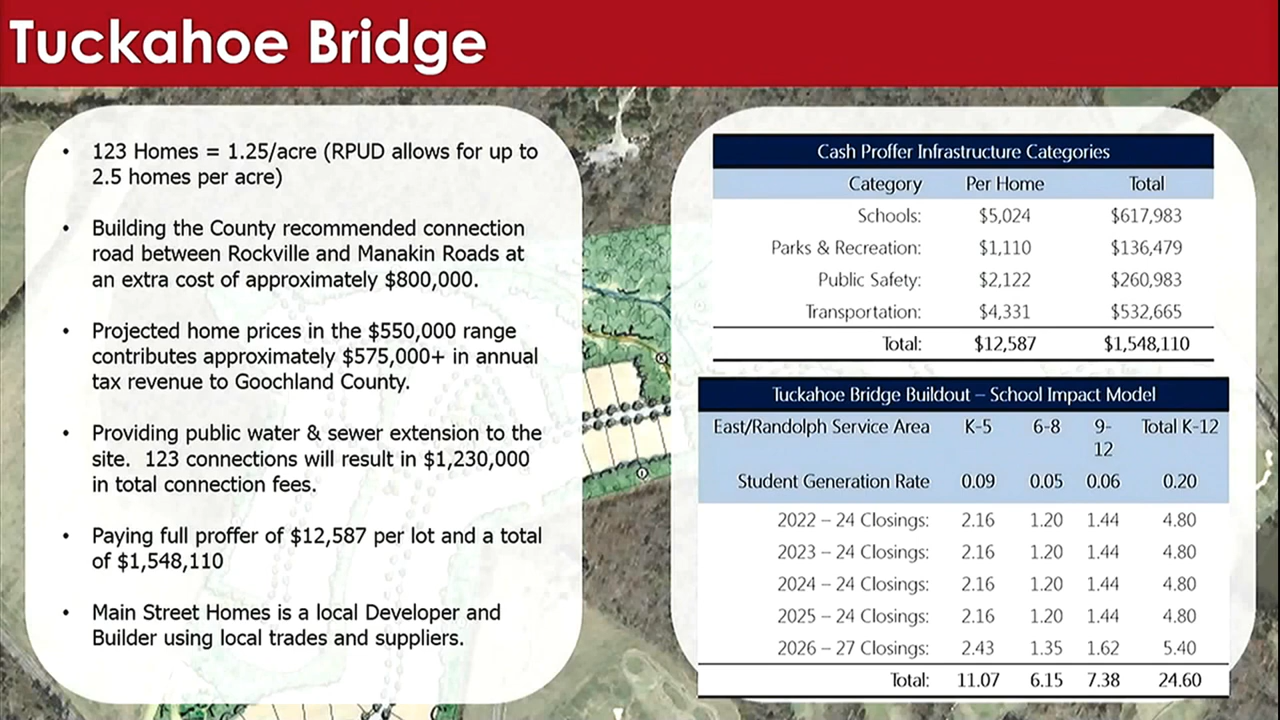 Tuckahoe Bridge
• 123 Homes = 1.25/acre (RPUD allows for up to
2.5 homes per acre)
• Building the County recommended connection
road between Rockville and Manakin Roads at
an extra cost of approximately $800,000.
• Projected home prices in the $550,000 range
contributes approximately $575,000+ in annual
tax revenue to Goochland County.
• Providing public water & sewer extension to the
site. 123 connections will result in $1,230,000
in total connection fees.
• Paying full proffer of $12,587 per lot and a total
of $1,548,110
• Main Street Homes is a local Developer and
Builder using local trades and suppliers.
Cash Proffer Infrastructure Categories
Category Per Home Total
Schools: $5,024 $617,983
Parks & Recreation: $1,110 $136,479
Public Safety: $2,122 $260,983
Transportation: $4,331 $532,665
Total: $12,587 $1,548,110
Tuckahoe Bridge Buildout – School Impact Model
East/Randolph Service Area K-5 6-8 9-
12 Total K-12
Student Generation Rate 0.09 0.05 0.06 0.20
2022 – 24 Closings: 2.16 1.20 1.44 4.80
2023 – 24 Closings: 2.16 1.20 1.44 4.80
2024 – 24 Closings: 2.16 1.20 1.44 4.80
2025 – 24 Closings: 2.16 1.20 1.44 4.80
2026 – 27 Closings: 2.43 1.35 1.62 5.40
Total: 11.07 6.15 7.38 24.60